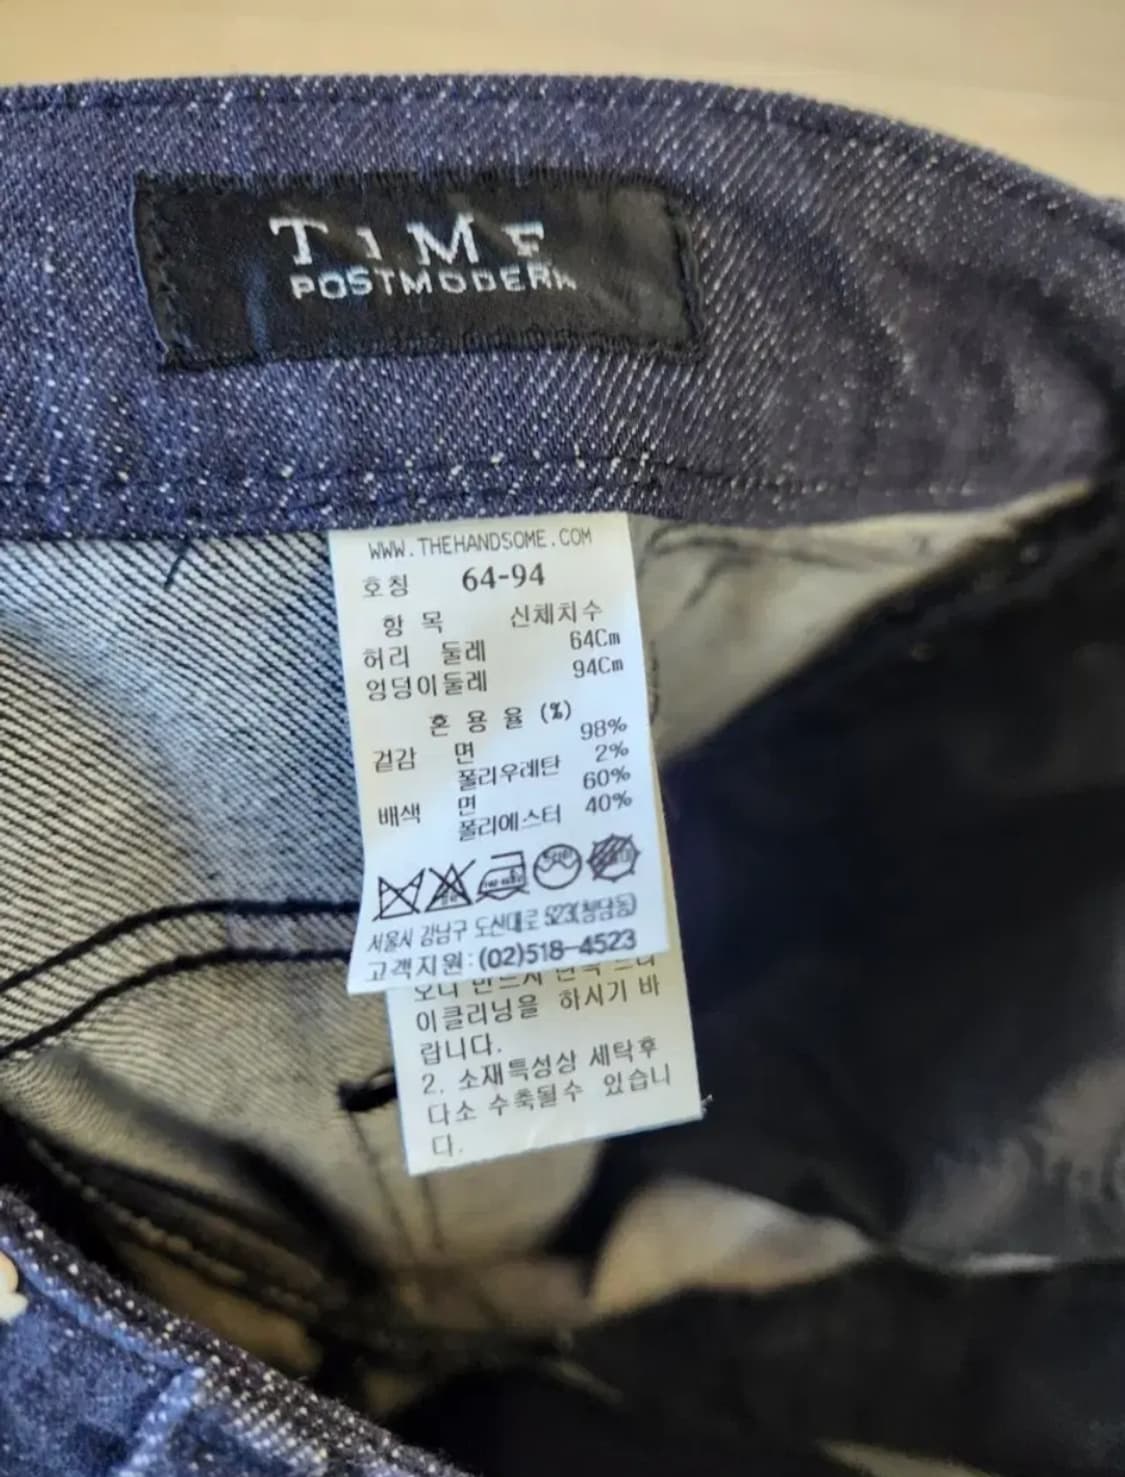 TIME
POSTMODERN
WWW.THEHANDSOME.COM
호칭 64-94
항 목 신체치수
허리 둘레 64Cm
엉덩이둘레 94Cm
혼 용 율 (%)
겉감 면 98%
폴리우레탄 2%
배색 면 60%
폴리에스터 40%
서울시 강남구 도산대로 523(청담동)
고객지원:(02)518-4523
이클리닝을 하시기 바
랍니다.
2. 소재특성상 세탁후
다소 수축될수 있습니
다.